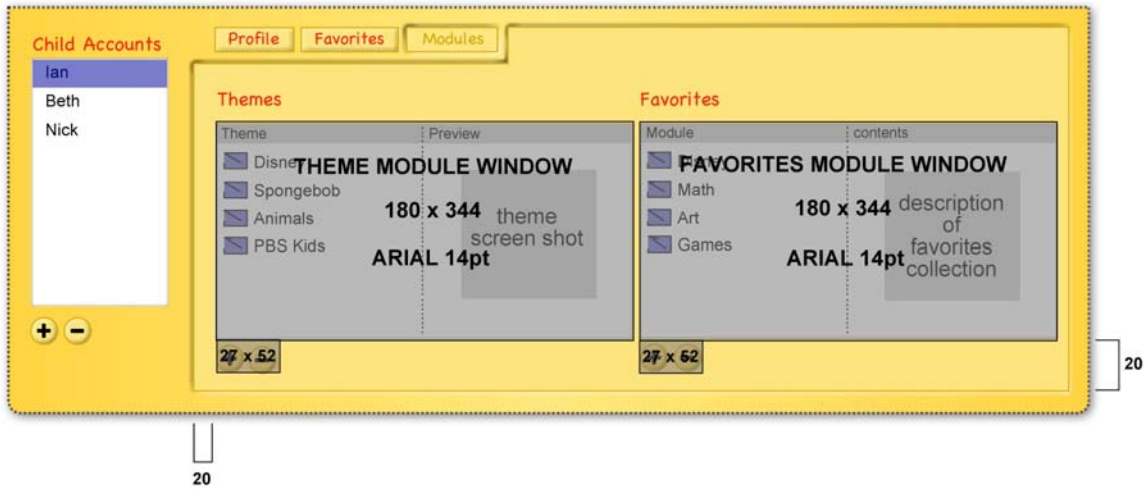 Child Accounts
Profile
Favorites
Modules
Ian
Beth
Nick
Themes
Theme
Preview
Disney
Spongebob
Animals
PBS Kids
THEME MODULE WINDOW
180 x 344
ARIAL 14pt
theme
screen shot
27 x 52
Favorites
Module
contents
Disney
Math
Art
Games
FAVORITES MODULE WINDOW
180 x 344
ARIAL 14pt
description
of
favorites
collection
27 x 52
20
20